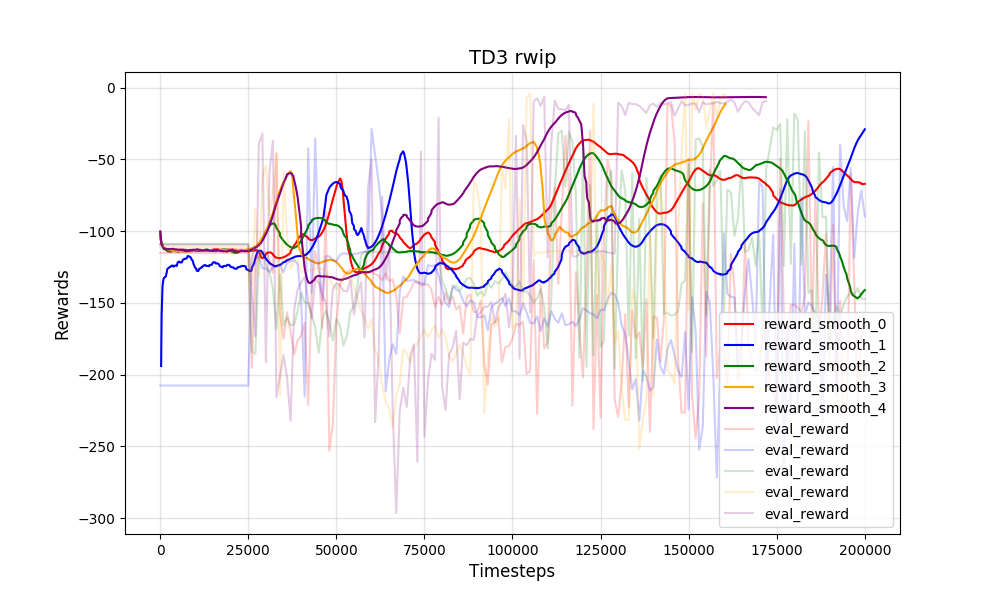 TD3 rwip
Rewards
0
−50
−100
−150
−200
−250
−300
reward_smooth_0
reward_smooth_1
reward_smooth_2
reward_smooth_3
reward_smooth_4
eval_reward
eval_reward
eval_reward
eval_reward
eval_reward
0 25000 50000 75000 100000 125000 150000 175000 200000
Timesteps